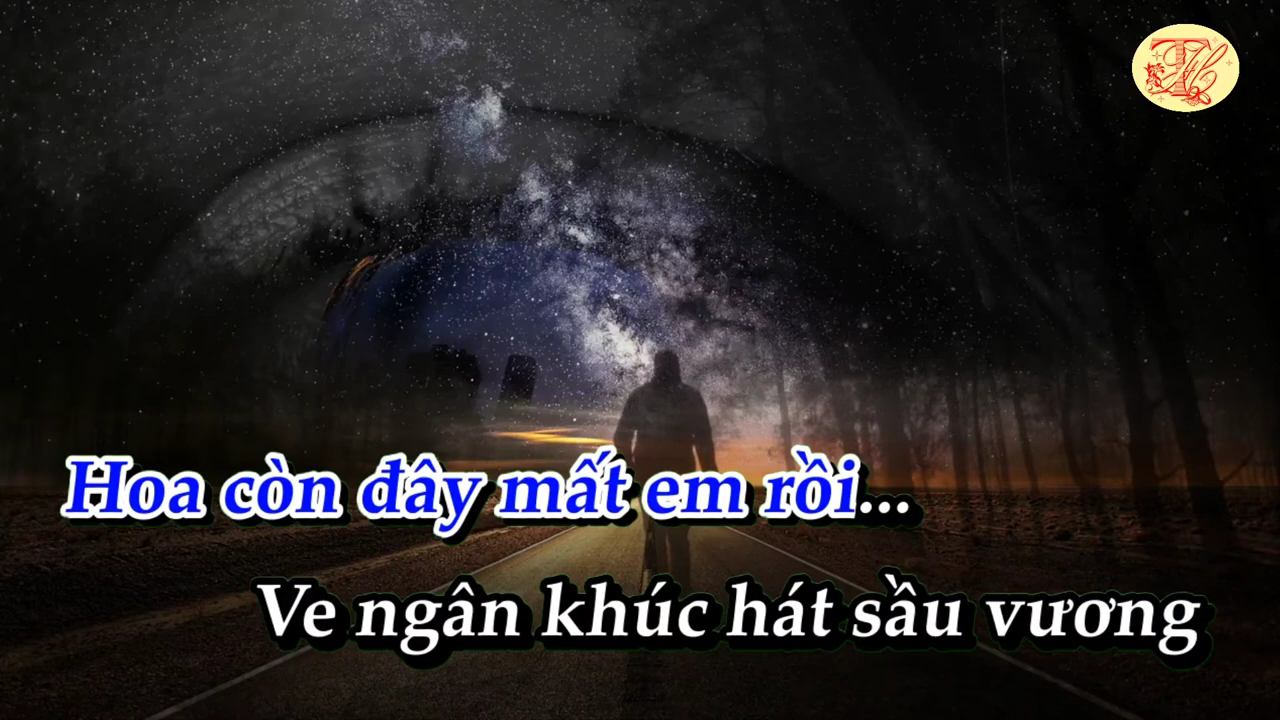 Hoa còn đây mất em rồi...
Ve ngân khúc hát sầu vương